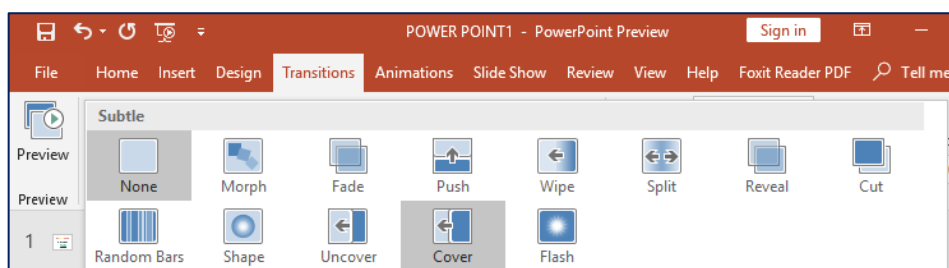 POWER POINT1 - PowerPoint Preview Sign in
File Home Insert Design Transitions Animations Slide Show Review View Help Foxit Reader PDF Tell me
Subtle
Preview
None Morph Fade Push Wipe Split Reveal Cut
Preview
1
Random Bars Shape Uncover Cover Flash